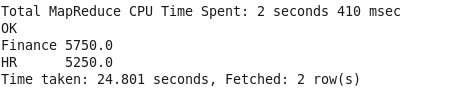 Total MapReduce CPU Time Spent: 2 seconds 410 msec
OK
Finance 5750.0
HR      5250.0
Time taken: 24.801 seconds, Fetched: 2 row(s)